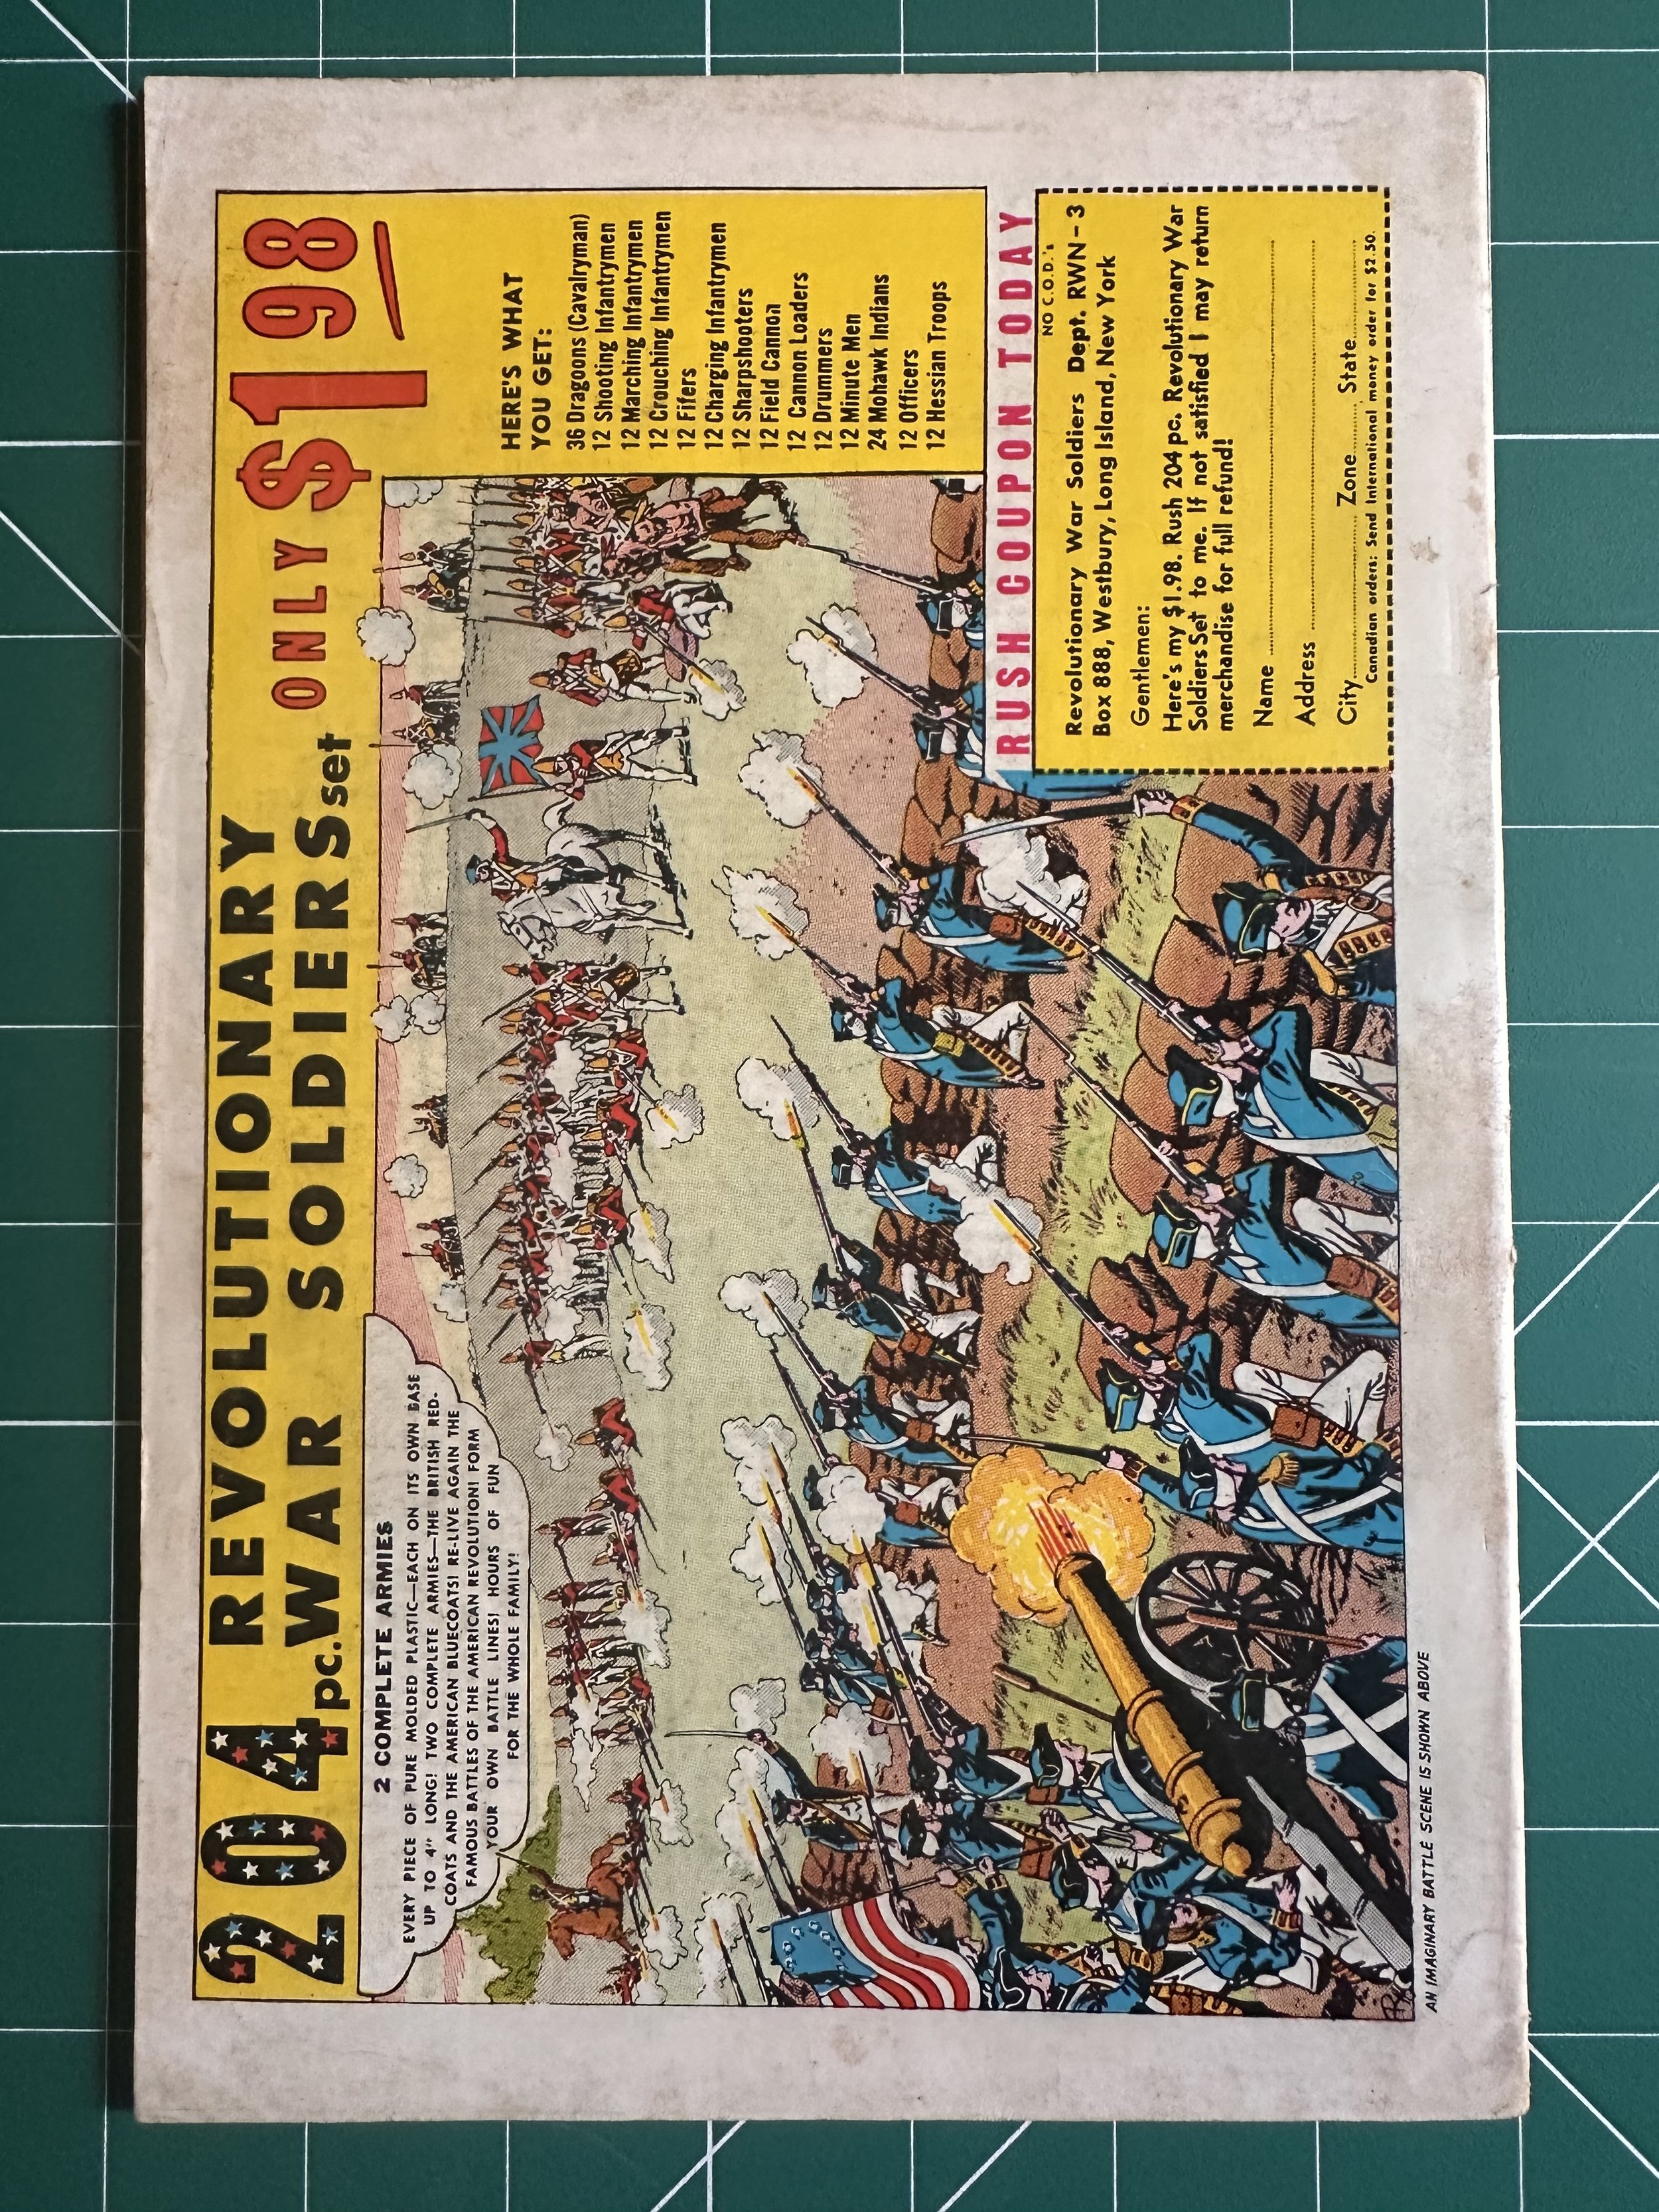 204 REVOLUTIONARY
pc. WAR SOLDIERS set
ONLY $1 98
2 COMPLETE ARMIES
EVERY PIECE OF PURE MOLDED PLASTIC—EACH ON ITS OWN BASE
UP TO 4" LONG! TWO COMPLETE ARMIES—THE BRITISH RED-
COATS AND THE AMERICAN BLUECOATS! RE-LIVE AGAIN THE
FAMOUS BATTLES OF THE AMERICAN REVOLUTION! FORM
YOUR OWN BATTLE LINES! HOURS OF FUN
FOR THE WHOLE FAMILY!
HERE'S WHAT
YOU GET:
36 Dragoons (Cavalryman)
12 Shooting Infantrymen
12 Marching Infantrymen
12 Crouching Infantrymen
12 Fifers
12 Charging Infantrymen
12 Sharpshooters
12 Field Cannon
12 Cannon Loaders
12 Drummers
12 Minute Men
24 Mohawk Indians
12 Officers
12 Hessian Troops
RUSH COUPON TODAY
NO C.O.D.'s
Revolutionary War Soldiers Dept. RWN-3
Box 888, Westbury, Long Island, New York
Gentlemen:
Here's my $1.98. Rush 204 pc. Revolutionary War
Soldiers Set to me. If not satisfied I may return
merchandise for full refund!
Name
Address
City Zone State
Canadian orders: Send International money order for $2.50.
AN IMAGINARY BATTLE SCENE IS SHOWN ABOVE